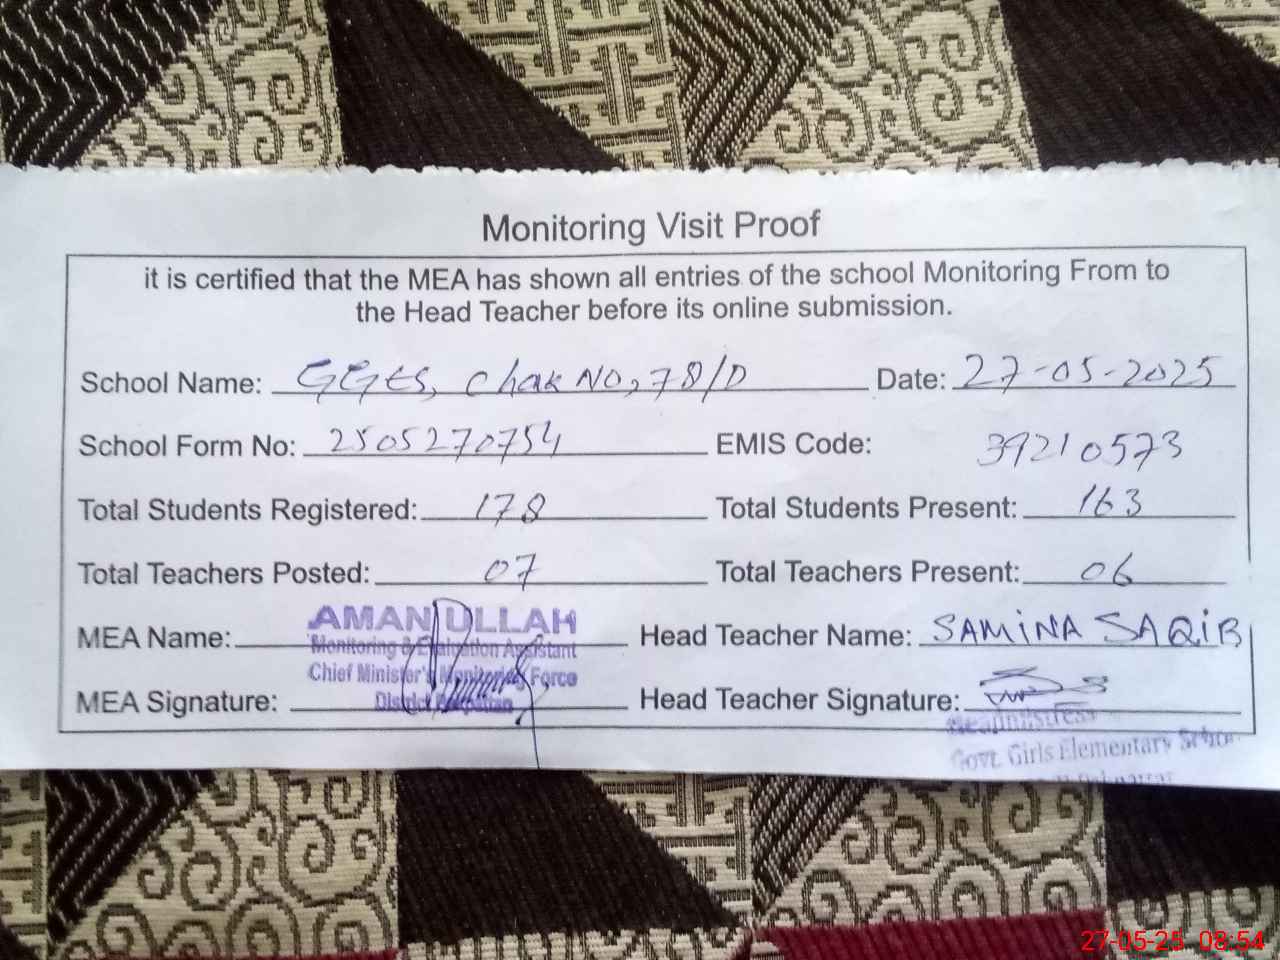 Monitoring Visit Proof
it is certified that the MEA has shown all entries of the school Monitoring From to
the Head Teacher before its online submission.
School Name: GGES, Chak NO, 78/D Date: 27-05-2025
School Form No: 2505270754 EMIS Code: 39210573
Total Students Registered: 178 Total Students Present: 163
Total Teachers Posted: 07 Total Teachers Present: 06
AMANULLAH
MEA Name: Head Teacher Name: SAMiNA SAQiB
Monitoring & Evaluation Assistant
Chief Minister's Monitoring Force
MEA Signature: Head Teacher Signature:
District Pakpattan
Headmistress
Govt. Girls Elementary School
27-05-25 08:54